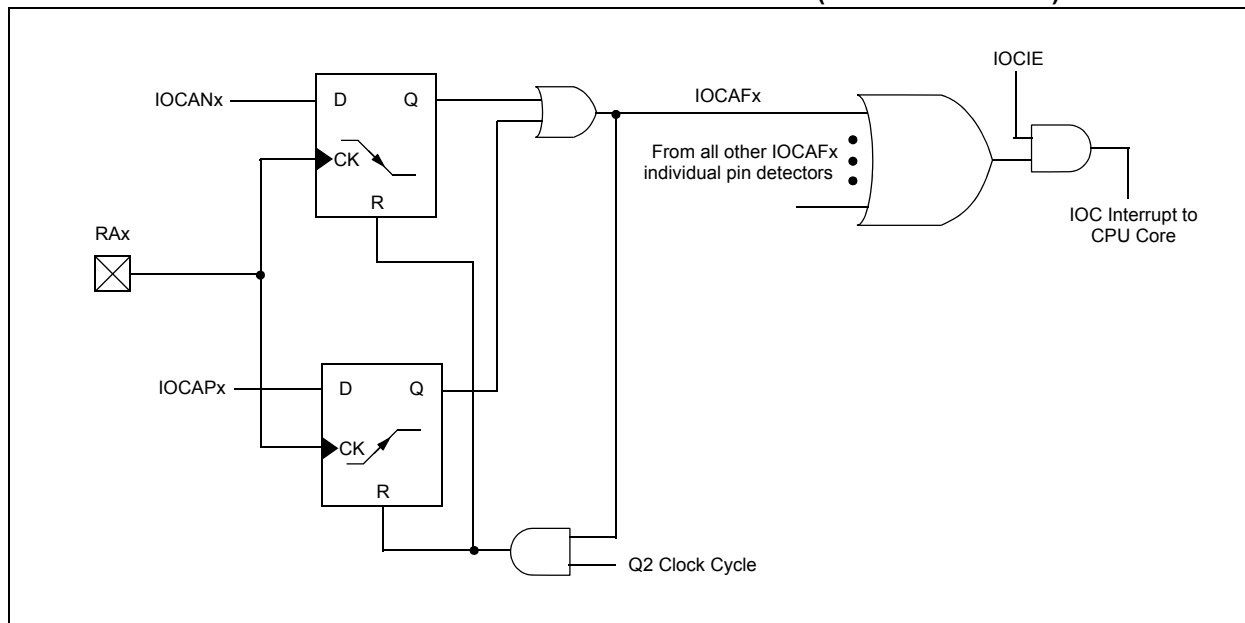 IOCIE
IOCANx
D
Q
IOCAFx
CK
From all other IOCAFx
individual pin detectors
R
IOC Interrupt to
CPU Core
RAx
IOCAPx
D
Q
CK
R
Q2 Clock Cycle